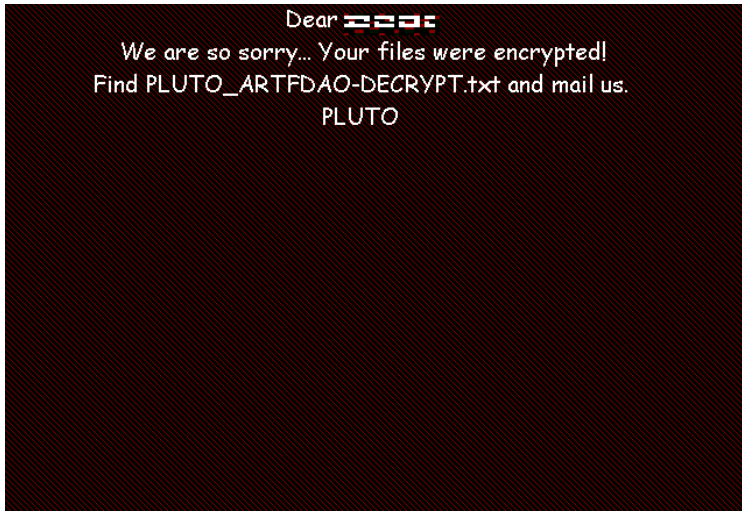 Dear
We are so sorry... Your files were encrypted!
Find PLUTO_ARTFDAO-DECRYPT.txt and mail us.
PLUTO